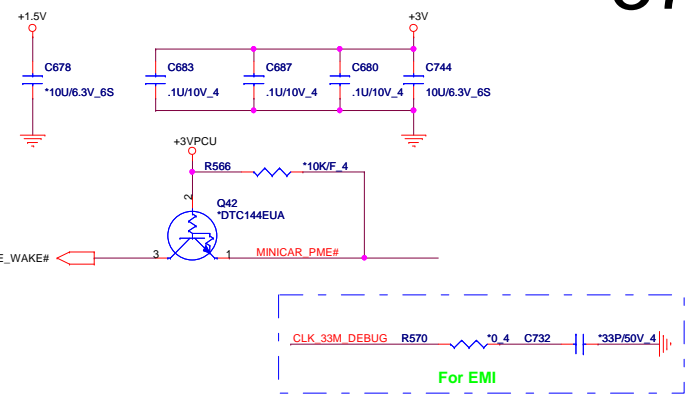 +1.5V
+3V
C678
*10U/6.3V_6S
C683
.1U/10V_4
C687
.1U/10V_4
C680
.1U/10V_4
C744
10U/6.3V_6S
+3VPCU
R566
*10K/F_4
2
Q42
*DTC144EUA
E_WAKE#
3
1
MINICAR_PME#
CLK_33M_DEBUG
R570
*0_4
C732
*33P/50V_4
For EMI